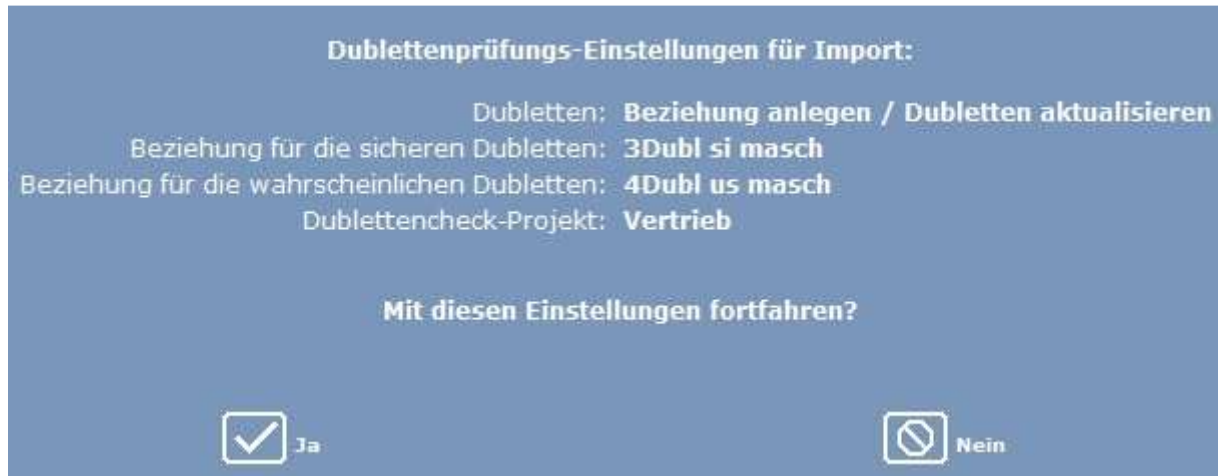 Dublettenprüfungs-Einstellungen für Import:
Dubletten: Beziehung anlegen / Dubletten aktualisieren
Beziehung für die sicheren Dubletten: 3Dubl si masch
Beziehung für die wahrscheinlichen Dubletten: 4Dubl us masch
Dublettencheck-Projekt: Vertrieb
Mit diesen Einstellungen fortfahren?
Ja Nein